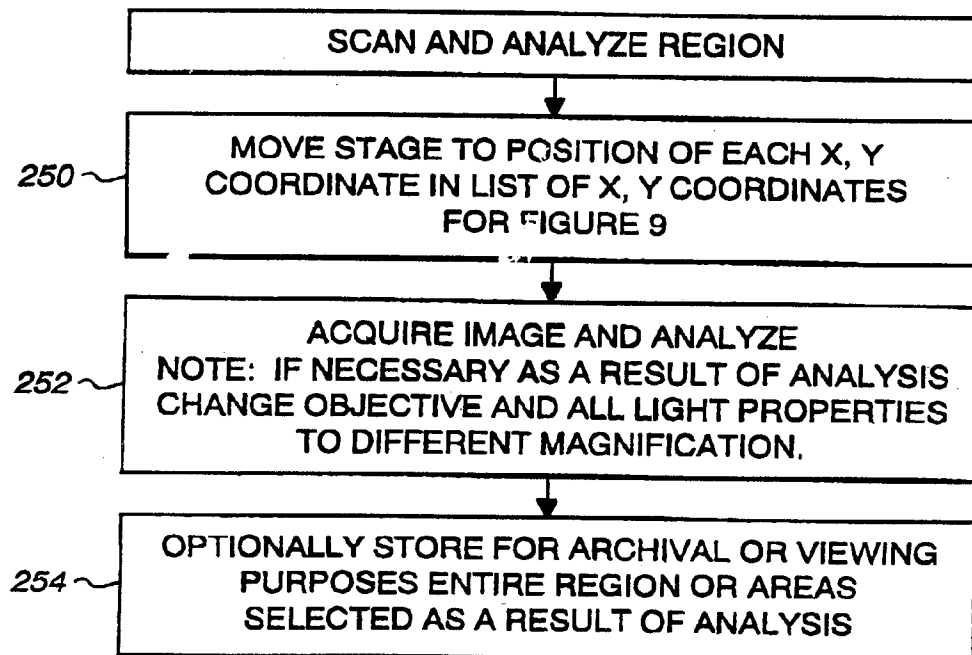 SCAN AND ANALYZE REGION
250
MOVE STAGE TO POSITION OF EACH X, Y
COORDINATE IN LIST OF X, Y COORDINATES
FOR FIGURE 9
252
ACQUIRE IMAGE AND ANALYZE
NOTE: IF NECESSARY AS A RESULT OF ANALYSIS
CHANGE OBJECTIVE AND ALL LIGHT PROPERTIES
TO DIFFERENT MAGNIFICATION.
254
OPTIONALLY STORE FOR ARCHIVAL OR VIEWING
PURPOSES ENTIRE REGION OR AREAS
SELECTED AS A RESULT OF ANALYSIS